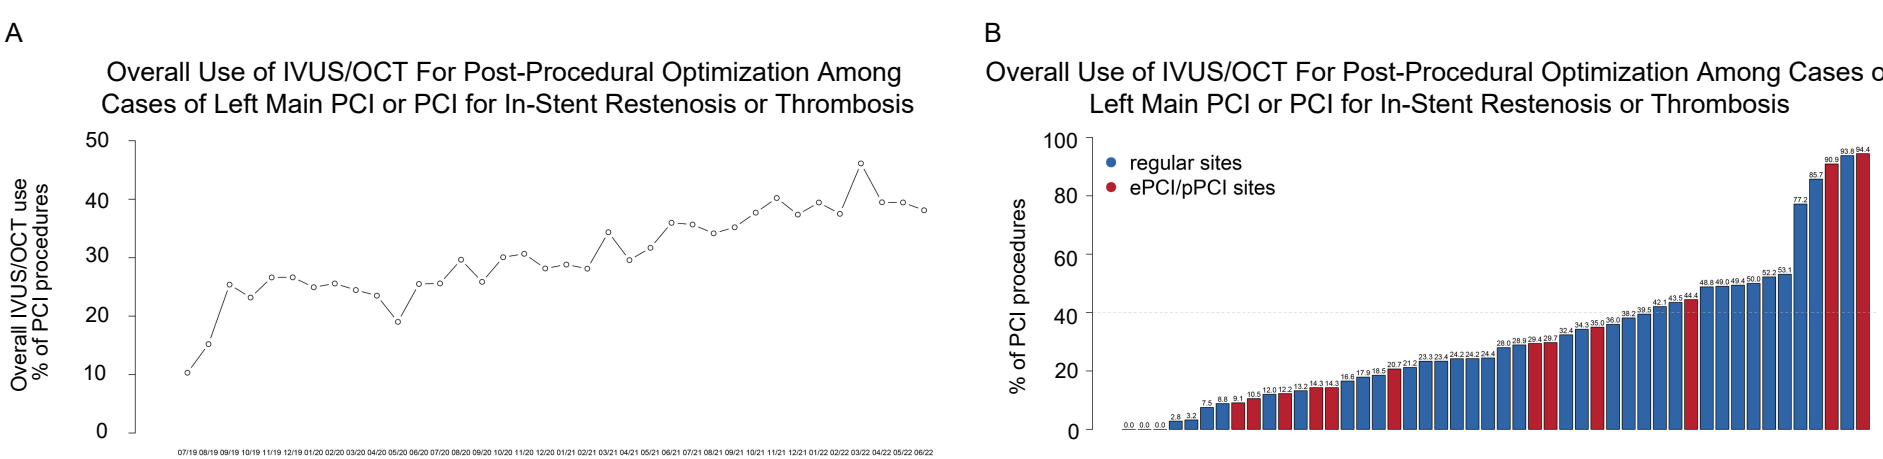 A
Overall Use of IVUS/OCT For Post-Procedural Optimization Among
Cases of Left Main PCI or PCI for In-Stent Restenosis or Thrombosis
Overall IVUS/OCT use
% of PCI procedures
50
40
30
20
10
0
07/19 08/19 09/19 10/19 11/19 12/19 01/20 02/20 03/20 04/20 05/20 06/20 07/20 08/20 09/20 10/20 11/20 12/20 01/21 02/21 03/21 04/21 05/21 06/21 07/21 08/21 09/21 10/21 11/21 12/21 01/22 02/22 03/22 04/22 05/22 06/22
B
Overall Use of IVUS/OCT For Post-Procedural Optimization Among Cases o
Left Main PCI or PCI for In-Stent Restenosis or Thrombosis
% of PCI procedures
100
80
60
40
20
0
regular sites
ePCI/pPCI sites
0.0 0.0 0.0 2.8 3.2 7.5 8.8 9.1 10.5 12.0 12.2 13.2 14.3 14.3 16.6 17.9 18.5 20.7 21.2 23.3 23.4 24.2 24.2 24.4 28.0 28.9 29.4 29.7 32.4 34.3 35.0 36.0 38.2 39.5 42.1 43.5 44.4 48.8 49.0 49.4 50.0 52.2 53.1 77.2 85.7 90.9 93.8 94.4